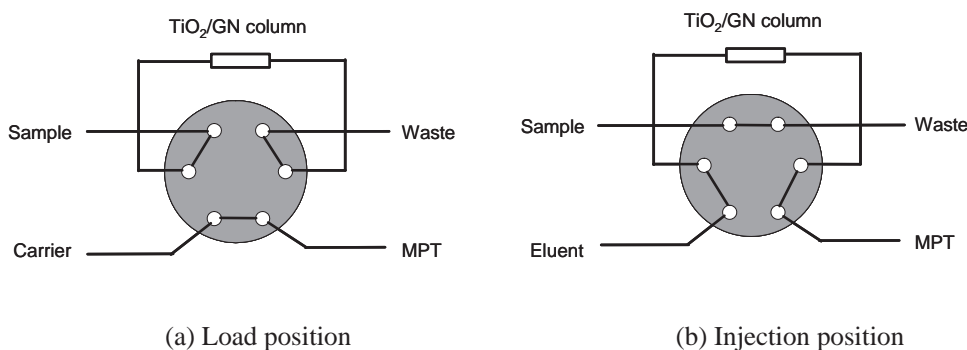 TiO₂/GN column
Sample
Waste
Carrier
MPT
(a) Load position
TiO₂/GN column
Sample
Waste
Eluent
MPT
(b) Injection position